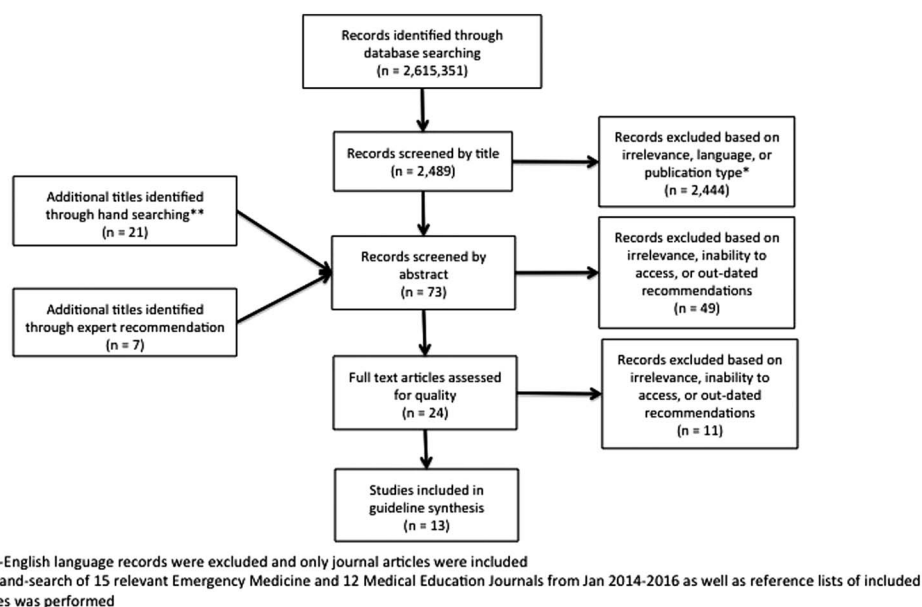 Records identified through
database searching
(n = 2,615,351)
Records screened by title
(n = 2,489)
Records excluded based on
irrelevance, language, or
publication type*
(n = 2,444)
Additional titles identified
through hand searching**
(n = 21)
Records screened by
abstract
(n = 73)
Records excluded based on
irrelevance, inability to
access, or out-dated
recommendations
(n = 49)
Additional titles identified
through expert recommendation
(n = 7)
Full text articles assessed
for quality
(n = 24)
Records excluded based on
irrelevance, inability to
access, or out-dated
recommendations
(n = 11)
Studies included in
guideline synthesis
(n = 13)
-English language records were excluded and only journal articles were included
and-search of 15 relevant Emergency Medicine and 12 Medical Education Journals from Jan 2014-2016 as well as reference lists of included
es was performed